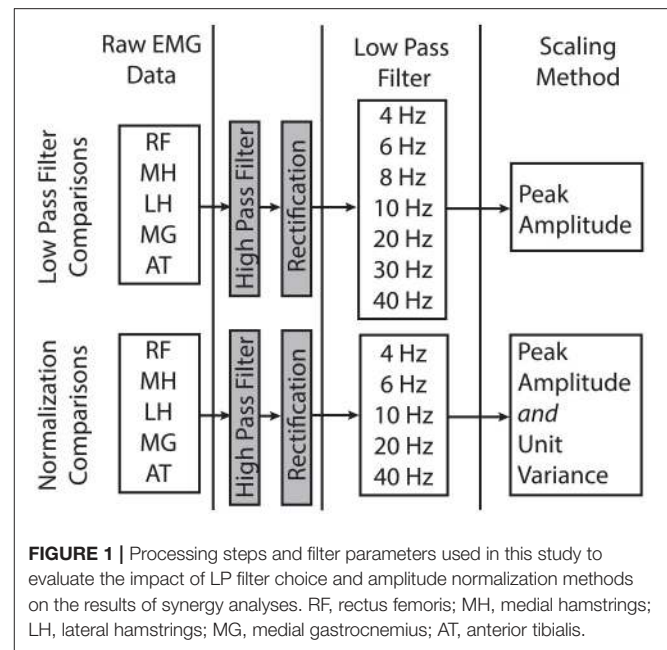 Raw EMG
Data
Low Pass
Filter
Scaling
Method
Low Pass Filter
Comparisons
RF
MH
LH
MG
AT
High Pass Filter
Rectification
4 Hz
6 Hz
8 Hz
10 Hz
20 Hz
30 Hz
40 Hz
Peak
Amplitude
Normalization
Comparisons
RF
MH
LH
MG
AT
High Pass Filter
Rectification
4 Hz
6 Hz
10 Hz
20 Hz
40 Hz
Peak
Amplitude
and
Unit
Variance
FIGURE 1 | Processing steps and filter parameters used in this study to
evaluate the impact of LP filter choice and amplitude normalization methods
on the results of synergy analyses. RF, rectus femoris; MH, medial hamstrings;
LH, lateral hamstrings; MG, medial gastrocnemius; AT, anterior tibialis.